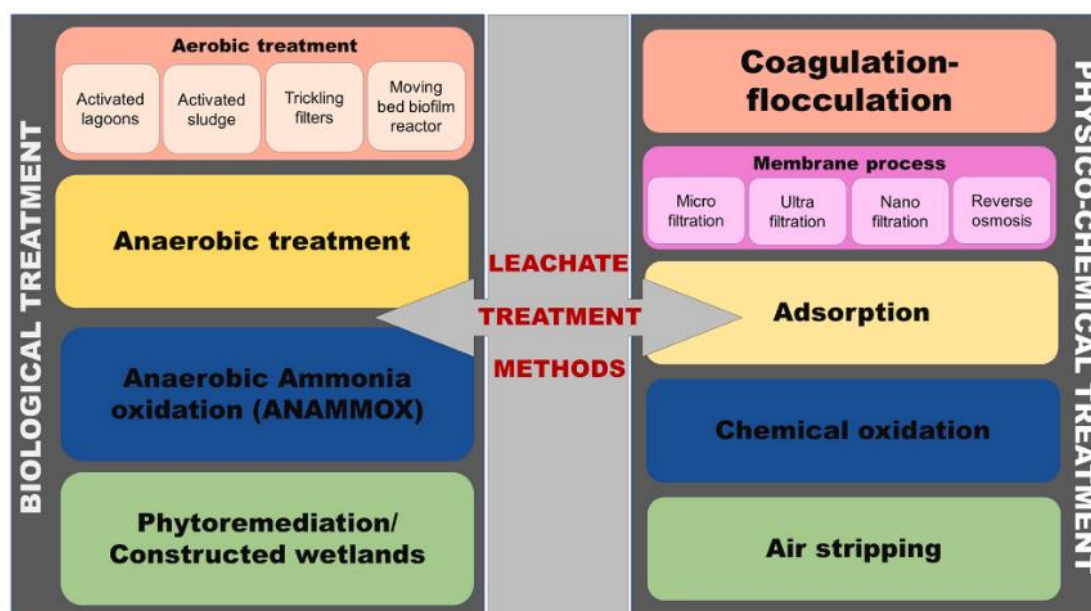 BIOLOGICAL TREATMENT
Aerobic treatment
Activated
lagoons
Activated
sludge
Trickling
filters
Moving
bed biofilm
reactor
Anaerobic treatment
Anaerobic Ammonia
oxidation (ANAMMOX)
Phytoremediation/
Constructed wetlands
LEACHATE
TREATMENT
METHODS
Coagulation-
flocculation
Membrane process
Micro
filtration
Ultra
filtration
Nano
filtration
Reverse
osmosis
Adsorption
Chemical oxidation
Air stripping
PHYSICO-CHEMICAL TREATMENT